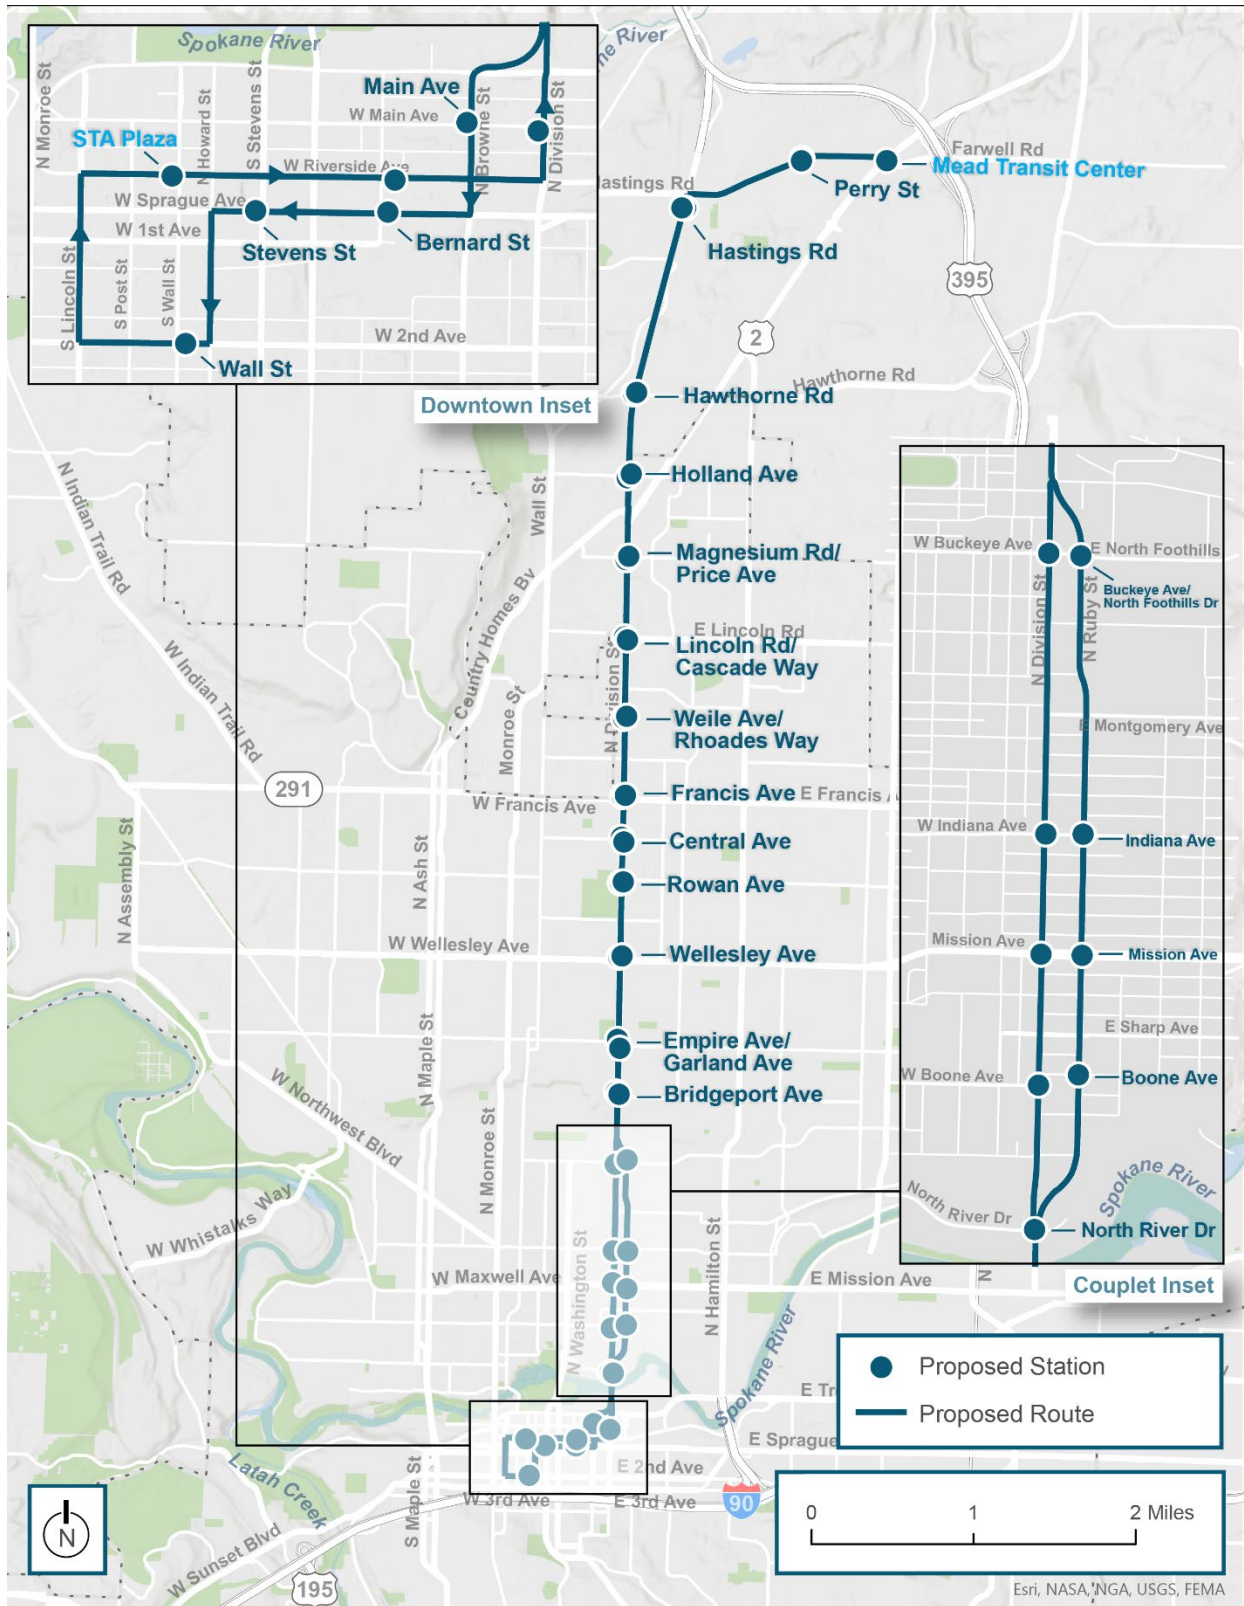 Spokane River
N Monroe St
N Howard St
S Stevens St
Main Ave
W Main Ave
N Browne St
N Division St
STA Plaza
W Riverside Ave
W Sprague Ave
W 1st Ave
Stevens St
Bernard St
S Lincoln St
S Post St
S Wall St
W 2nd Ave
Wall St
Downtown Inset
ne River
Farwell Rd
Mead Transit Center
Perry St
Hastings Rd
Hastings Rd
395
2
Hawthorne Rd
Hawthorne Rd
Holland Ave
Wall St
Magnesium Rd/
Price Ave
N Indian Trail Rd
Country Homes Bv
E Lincoln Rd
Lincoln Rd/
Cascade Way
W Indian Trail Rd
Monroe St
N Division S
Weile Ave/
Rhoades Way
291
W Francis Ave
Francis Ave
E Francis A
Central Ave
N Assembly St
N Ash St
Rowan Ave
W Wellesley Ave
Wellesley Ave
N Maple St
Empire Ave/
Garland Ave
Bridgeport Ave
W Northwest Blvd
N Monroe St
W Whistalks Way
N Washington St
N Hamilton St
W Maxwell Ave
E Mission Ave
Spokane River
W Buckeye Ave
E North Foothills
Buckeye Ave/
North Foothills Dr
N Division St
N Ruby St
E Montgomery Ave
W Indiana Ave
Indiana Ave
Mission Ave
Mission Ave
E Sharp Ave
W Boone Ave
Boone Ave
Spokane River
North River Dr
North River Dr
N
Couplet Inset
E Tr
E Sprague
E 2nd Ave
W 3rd Ave
E 3rd Ave
90
Latah Creek
S Maple St
W Sunset Blvd
195
N
Proposed Station
Proposed Route
0 1 2 Miles
Esri, NASA, NGA, USGS, FEMA